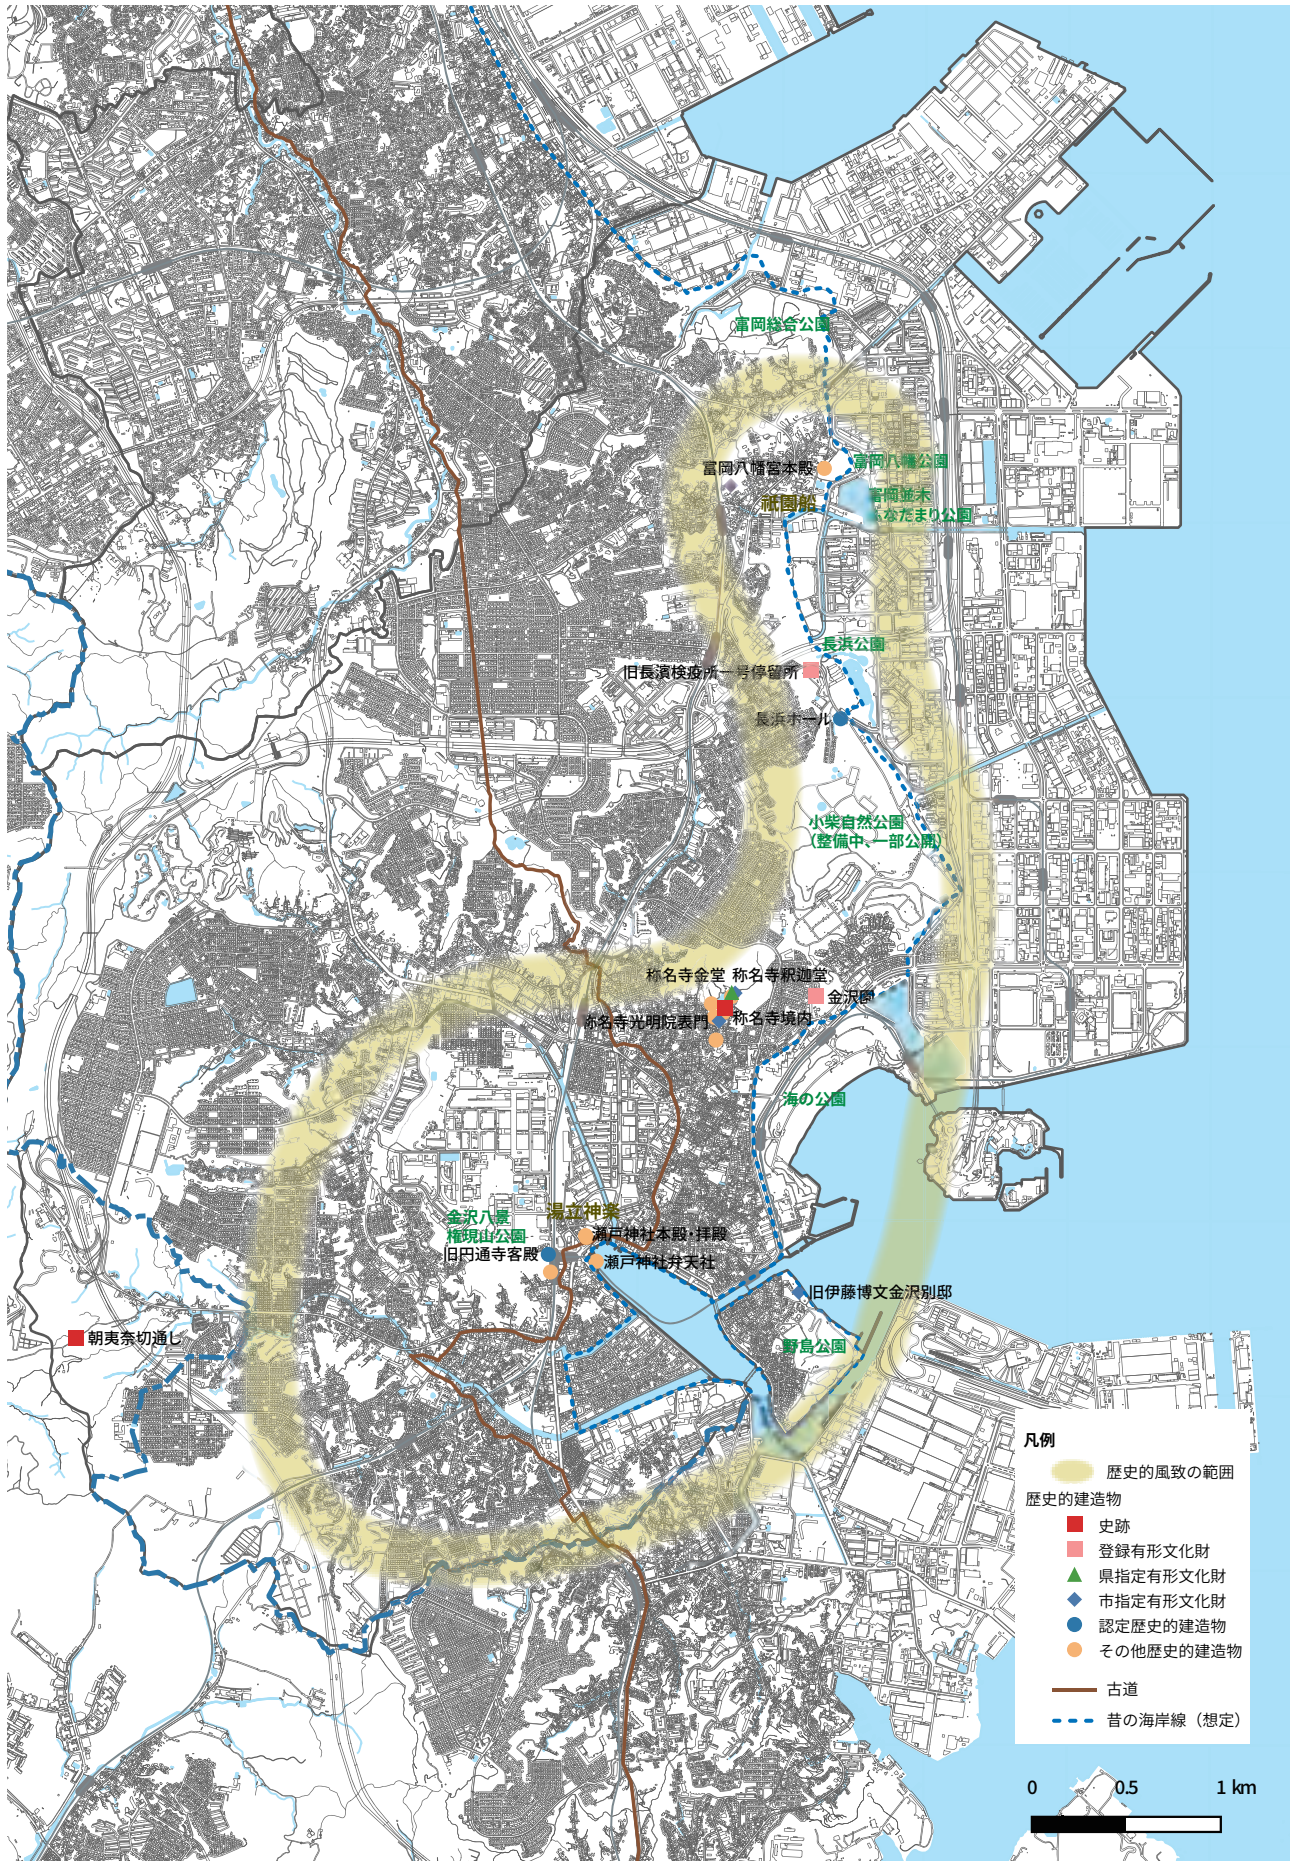 富岡総合公園
富岡八幡宮本殿
富岡八幡公園
祇園船
富岡並木
ふなだまり公園
長浜公園
旧長濱検疫所一号停留所
長浜ホール
小柴自然公園
（整備中、一部公開）
称名寺金堂
称名寺釈迦堂
金沢園
称名寺光明院表門
称名寺境内
海の公園
湯立神楽
金沢八景
権現山公園
瀬戸神社本殿・拝殿
旧円通寺客殿
瀬戸神社弁天社
旧伊藤博文金沢別邸
朝夷奈切通し
野島公園
凡例
歴史的風致の範囲
歴史的建造物
史跡
登録有形文化財
県指定有形文化財
市指定有形文化財
認定歴史的建造物
その他歴史的建造物
古道
昔の海岸線（想定）
0 0.5 1 km